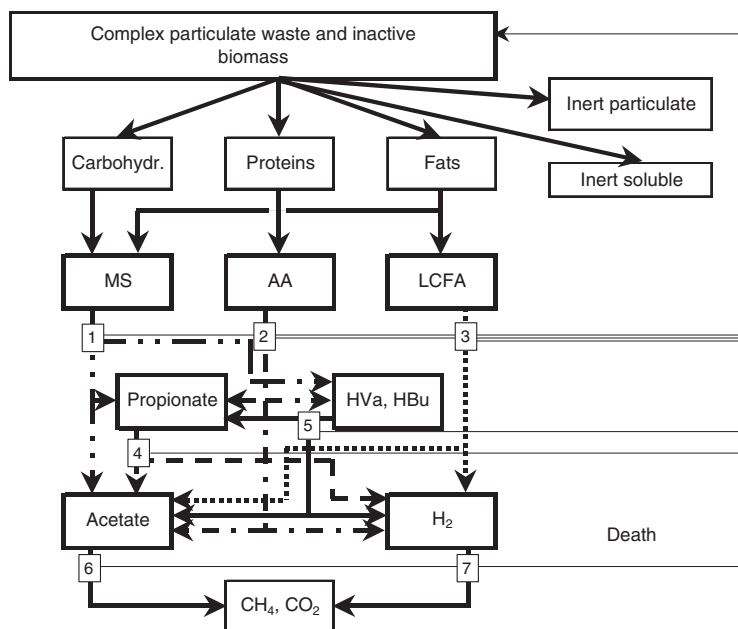 Complex particulate waste and inactive
biomass
Inert particulate
Carbohydr.
Proteins
Fats
Inert soluble
MS
AA
LCFA
1
2
3
Propionate
HVa, HBu
5
4
Acetate
H₂
Death
6
7
CH₄, CO₂